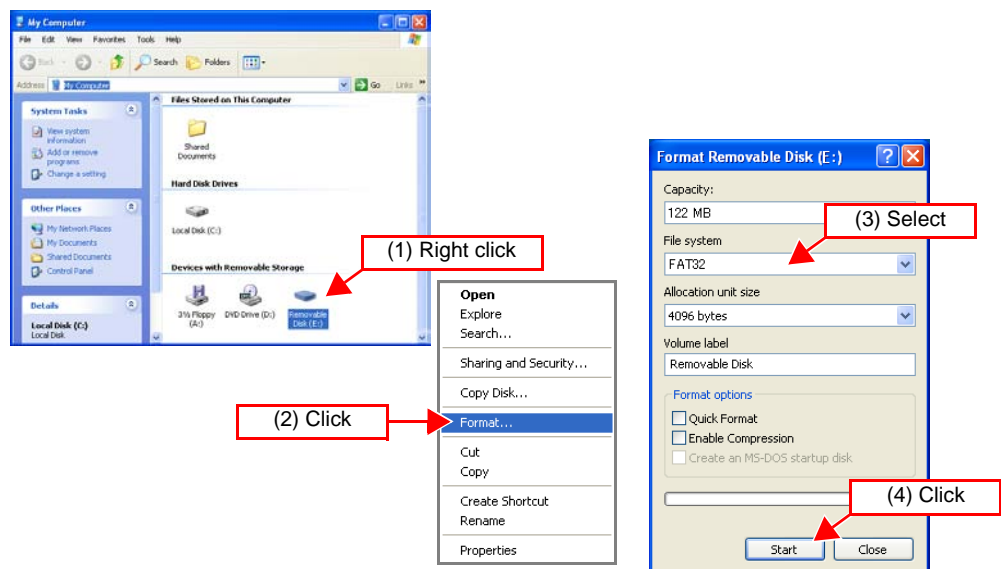 My Computer
File Edit View Favorites Tools Help
Back Search Folders
Address My Computer Go Links »
System Tasks
View system information
Add or remove programs
Change a setting
Other Places
My Network Places
My Documents
Shared Documents
Control Panel
Details
Local Disk (C:)
Local Disk
Files Stored on This Computer
Shared Documents
Hard Disk Drives
Local Disk (C:)
Devices with Removable Storage
3½ Floppy (A:)
DVD Drive (D:)
Removable Disk (E:)
(1) Right click
Open
Explore
Search...
Sharing and Security...
Copy Disk...
(2) Click
Format...
Cut
Copy
Create Shortcut
Rename
Properties
Format Removable Disk (E:)
Capacity:
122 MB
(3) Select
File system
FAT32
Allocation unit size
4096 bytes
Volume label
Removable Disk
Format options
Quick Format
Enable Compression
Create an MS-DOS startup disk
(4) Click
Start Close